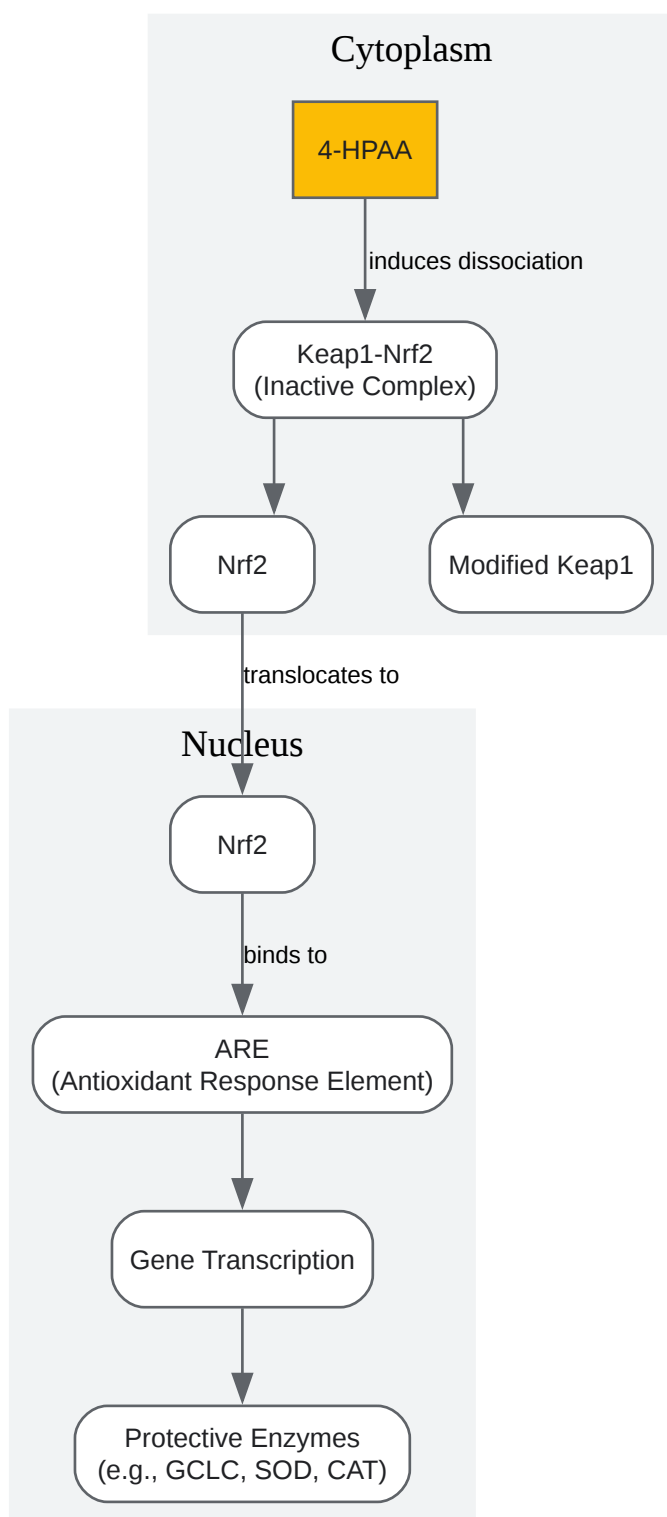 Cytoplasm
4-HPAA
induces dissociation
Keap1-Nrf2
(Inactive Complex)
Nrf2
Modified Keap1
translocates to
Nucleus
Nrf2
binds to
ARE
(Antioxidant Response Element)
Gene Transcription
Protective Enzymes
(e.g., GCLC, SOD, CAT)